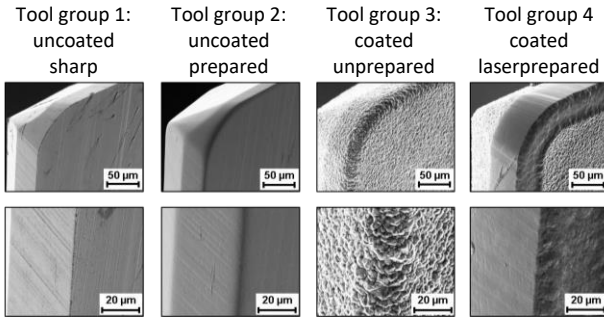 Tool group 1:
uncoated
sharp
Tool group 2:
uncoated
prepared
Tool group 3:
coated
unprepared
Tool group 4
coated
laserprepared
50 µm
50 µm
50 µm
50 µm
20 µm
20 µm
20 µm
20 µm